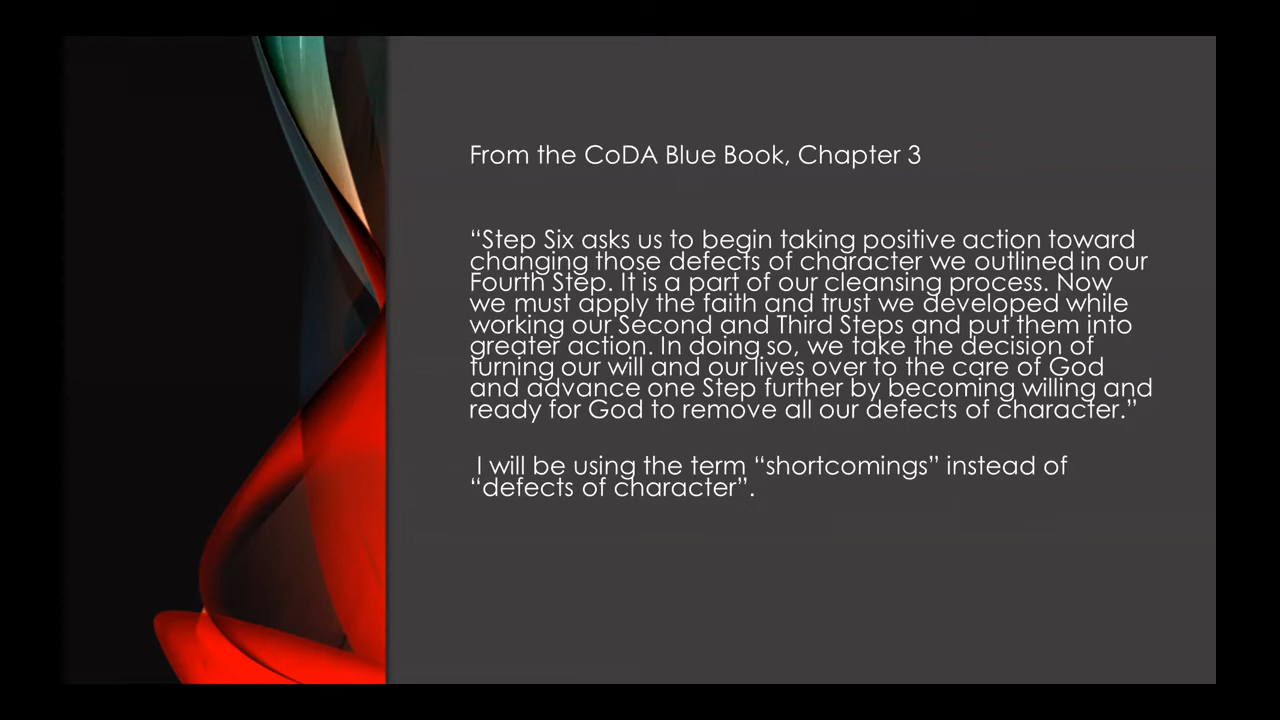 From the CoDA Blue Book, Chapter 3
“Step Six asks us to begin taking positive action toward
changing those defects of character we outlined in our
Fourth Step. It is a part of our cleansing process. Now
we must apply the faith and trust we developed while
working our Second and Third Steps and put them into
greater action. In doing so, we take the decision of
turning our will and our lives over to the care of God
and advance one Step further by becoming willing and
ready for God to remove all our defects of character.”
I will be using the term “shortcomings” instead of
“defects of character”.